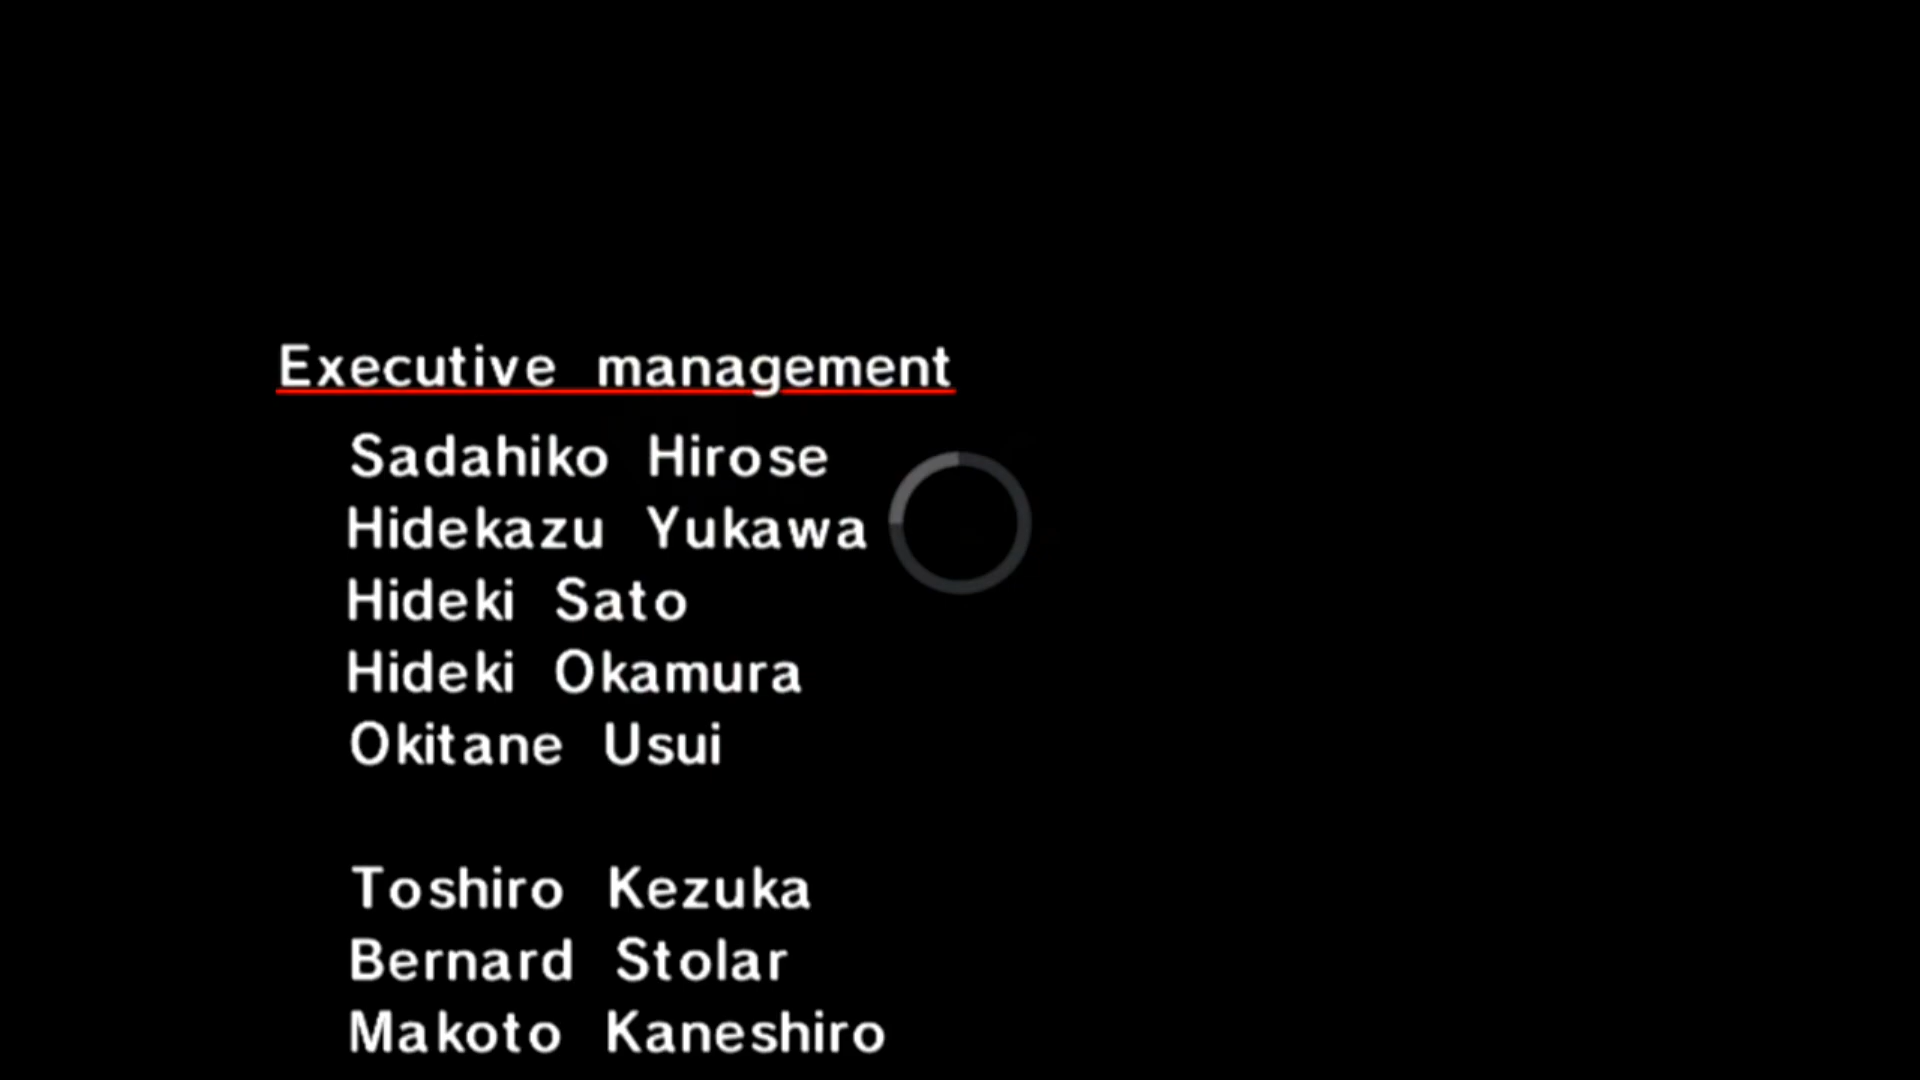 Executive management
Sadahiko Hirose
Hidekazu Yukawa
Hideki Sato
Hideki Okamura
Okitane Usui
Toshiro Kezuka
Bernard Stolar
Makoto Kaneshiro